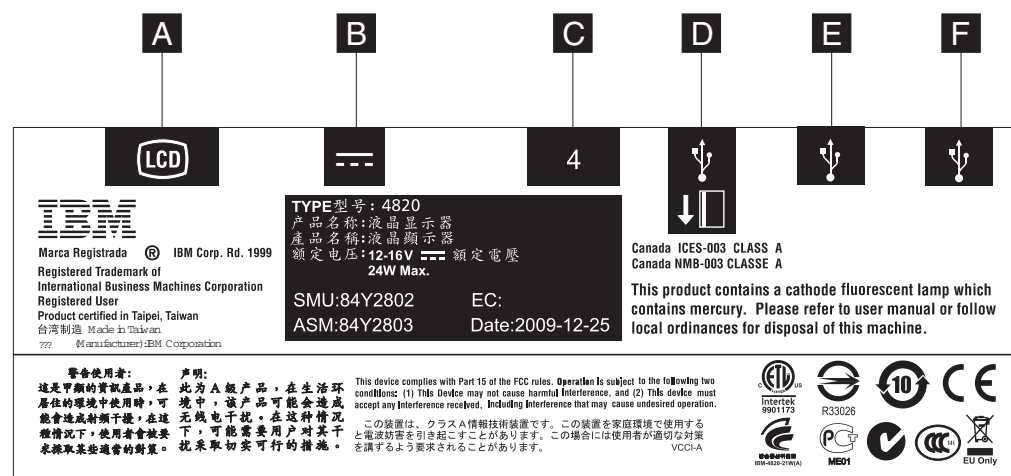 A B C D E F
LCD
4
IBM
Marca Registrada ® IBM Corp. Rd. 1999
Registered Trademark of
International Business Machines Corporation
Registered User
Product certified in Taipei, Taiwan
台湾制造 Made in Taiwan
??? (Manufacturer):IBM Corporation
TYPE型号: 4820
产品名称:液晶显示器
產品名稱:液晶顯示器
额定电压:12-16V 額定電壓
24W Max.
SMU:84Y2802 EC:
ASM:84Y2803 Date:2009-12-25
Canada ICES-003 CLASS A
Canada NMB-003 CLASSE A
This product contains a cathode fluorescent lamp which
contains mercury. Please refer to user manual or follow
local ordinances for disposal of this machine.
警告使用者:
這是甲類的資訊產品，在
居住的環境中使用時，可
能會造成射頻干擾，在這
種情況下，使用者會被要
求採取某些適當的對策。
声明:
此为 A 级产品，在生活环
境中，该产品可能会造成
无线电干扰。在这种情况
下，可能需要用户对其干
扰采取切实可行的措施。
This device complies with Part 15 of the FCC rules. Operation is subject to the following two
conditions: (1) This Device may not cause harmful Interference, and (2) This device must
accept any Interference received, Including Interference that may cause undesired operation.
この装置は、クラスA情報技術装置です。この装置を家庭環境で使用する
と電波妨害を引き起こすことがあります。この場合には使用者が適切な対策
を講ずるよう要求されることがあります。 VCCI-A
C ETL US
Intertek
9901173
R33026
10
CE
IBM-4820-21W(A)
PCT
ME01
CCC
EU Only